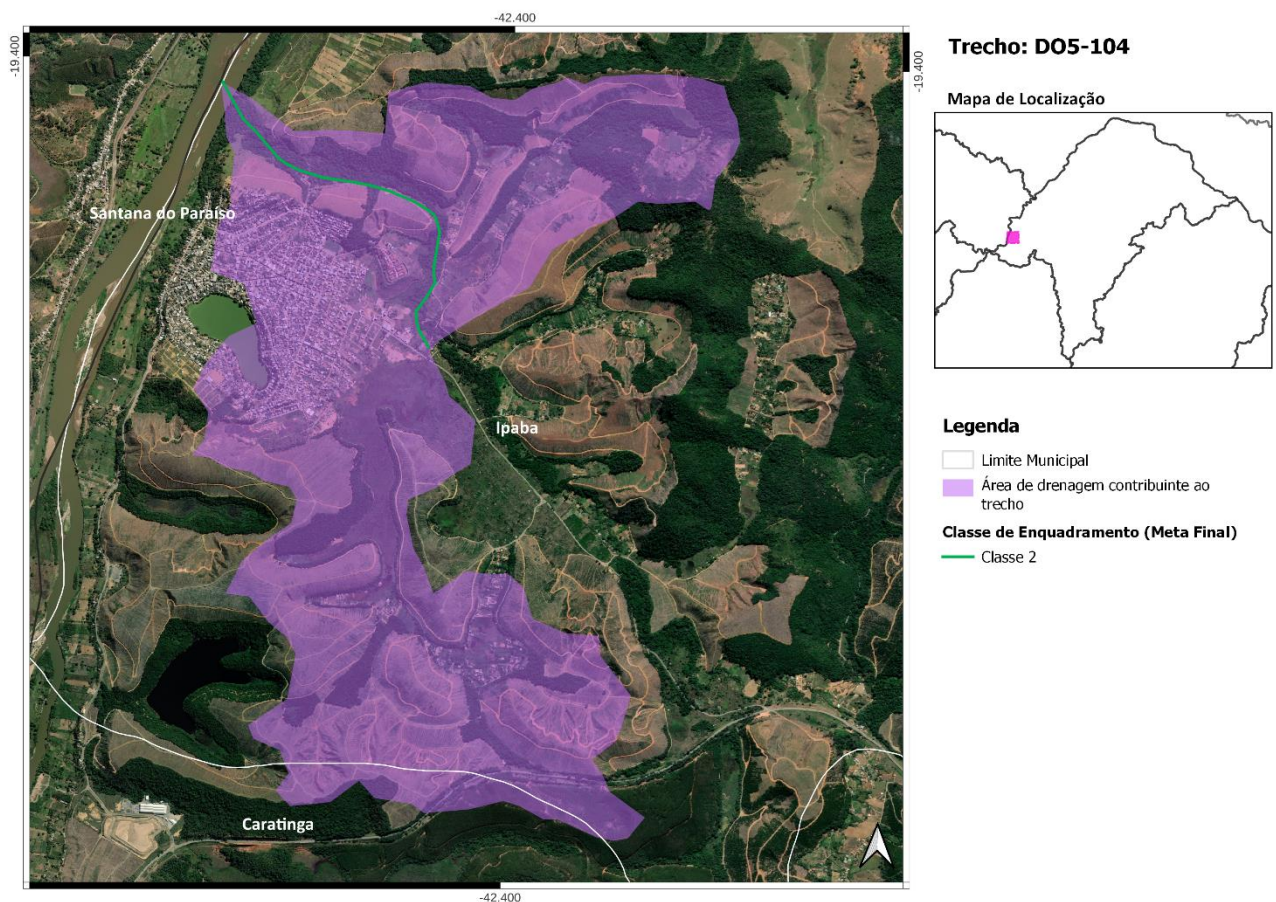 -42.400
-19.400
-19.400
Trecho: DO5-104
Mapa de Localização
Santana do Paraíso
Ipaba
Legenda
Limite Municipal
Área de drenagem contribuinte ao
trecho
Classe de Enquadramento (Meta Final)
Classe 2
Caratinga
-42.400